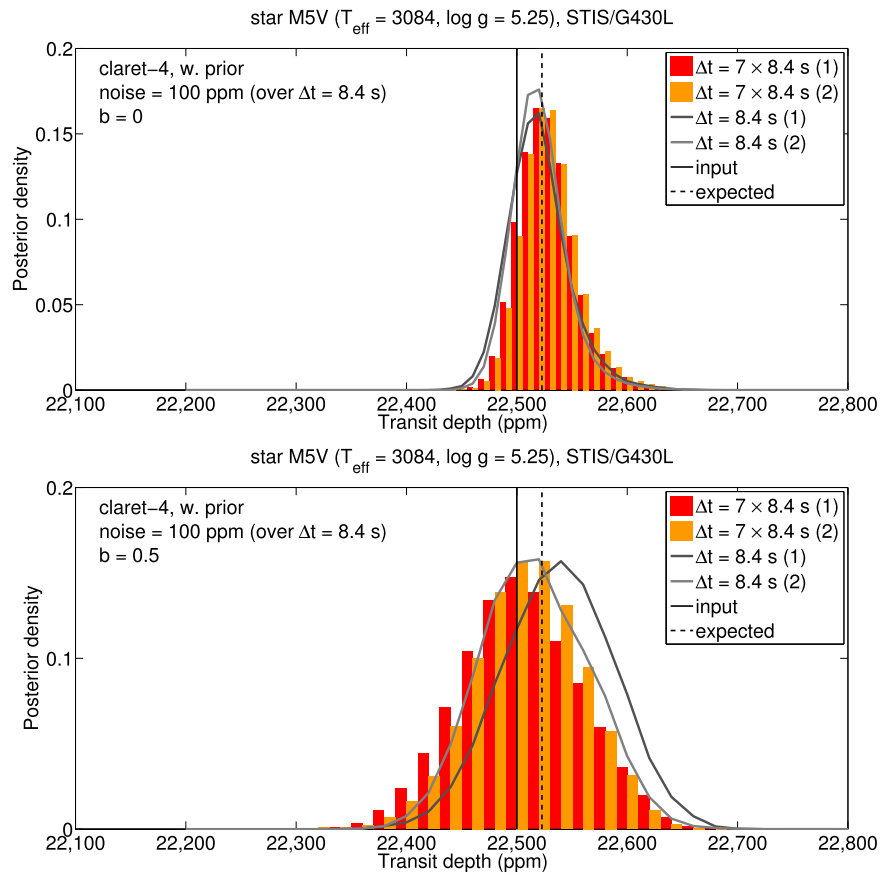 star M5V (Teff = 3084, log g = 5.25), STIS/G430L
claret−4, w. prior
noise = 100 ppm (over Δt = 8.4 s)
b = 0
Δt = 7 × 8.4 s (1)
Δt = 7 × 8.4 s (2)
Δt = 8.4 s (1)
Δt = 8.4 s (2)
input
expected
Posterior density
0.2
0.15
0.1
0.05
0
22,100 22,200 22,300 22,400 22,500 22,600 22,700 22,800
Transit depth (ppm)
star M5V (Teff = 3084, log g = 5.25), STIS/G430L
claret−4, w. prior
noise = 100 ppm (over Δt = 8.4 s)
b = 0.5
Δt = 7 × 8.4 s (1)
Δt = 7 × 8.4 s (2)
Δt = 8.4 s (1)
Δt = 8.4 s (2)
input
expected
Posterior density
0.2
0.1
0
22,100 22,200 22,300 22,400 22,500 22,600 22,700 22,800
Transit depth (ppm)